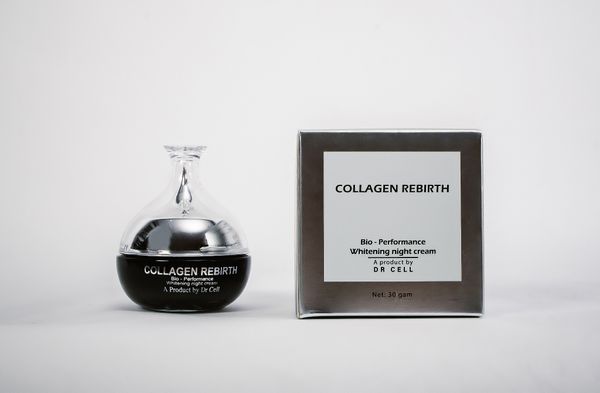 COLLAGEN REBIRTH
Bio - Performance
Whitening night cream
A Product by Dr Cell
COLLAGEN REBIRTH
Bio - Performance
Whitening night cream
A product by
DR CELL
Net: 30 gam